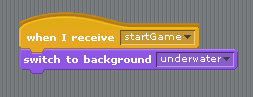 when I receive startGame
switch to background underwater